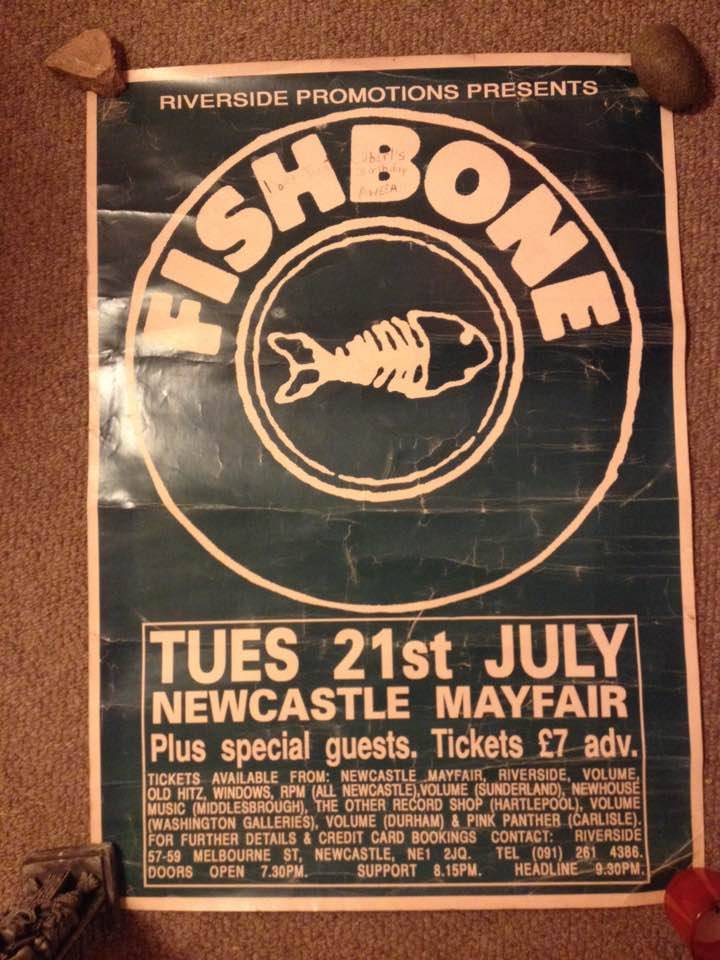 RIVERSIDE PROMOTIONS PRESENTS
FISHBONE
TUES 21st JULY
NEWCASTLE MAYFAIR
Plus special guests. Tickets £7 adv.
TICKETS AVAILABLE FROM: NEWCASTLE MAYFAIR, RIVERSIDE, VOLUME,
OLD HITZ, WINDOWS, RPM (ALL NEWCASTLE),VOLUME (SUNDERLAND), NEWHOUSE
MUSIC (MIDDLESBROUGH), THE OTHER RECORD SHOP (HARTLEPOOL), VOLUME
(WASHINGTON GALLERIES), VOLUME (DURHAM) & PINK PANTHER (CARLISLE).
FOR FURTHER DETAILS & CREDIT CARD BOOKINGS CONTACT: RIVERSIDE
57-59 MELBOURNE ST, NEWCASTLE, NE1 2JQ. TEL (091) 261 4386.
DOORS OPEN 7.30PM. SUPPORT 8.15PM. HEADLINE 9.30PM.